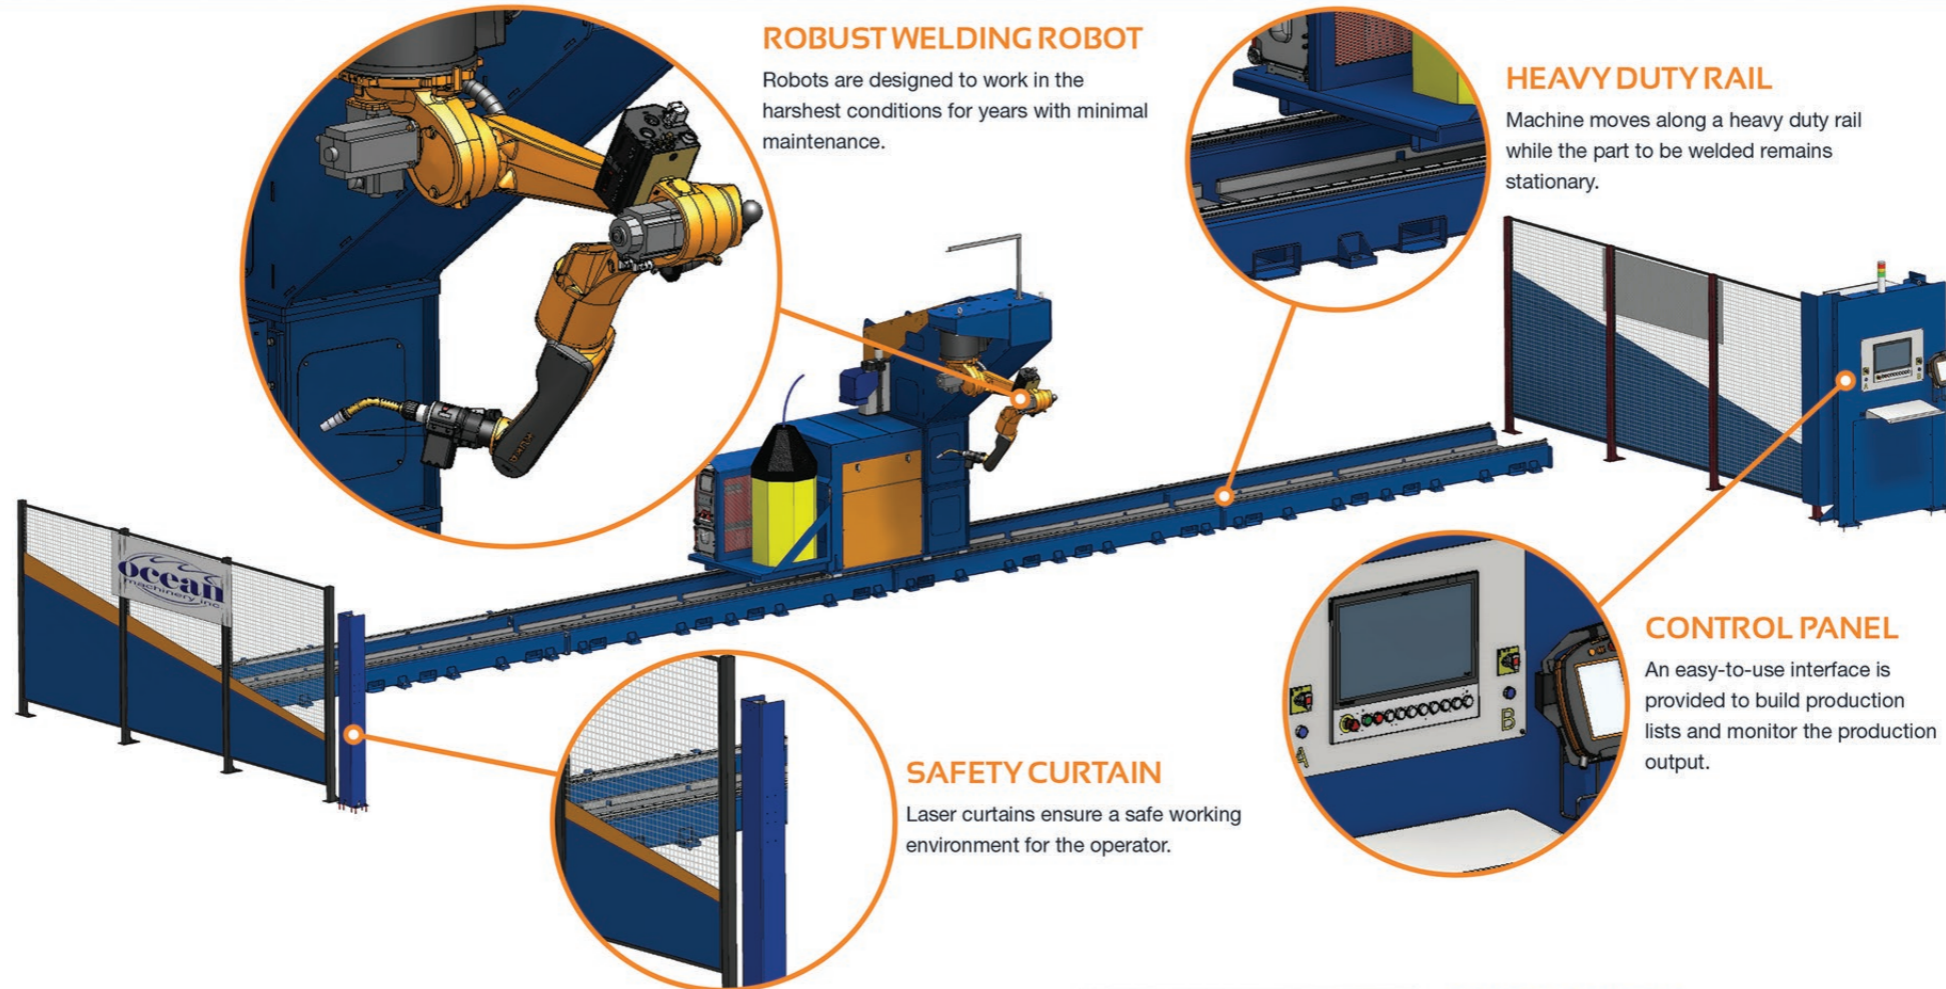 ROBUST WELDING ROBOT
Robots are designed to work in the
harshest conditions for years with minimal
maintenance.
HEAVY DUTY RAIL
Machine moves along a heavy duty rail
while the part to be welded remains
stationary.
ocean
machinery inc.
SAFETY CURTAIN
Laser curtains ensure a safe working
environment for the operator.
CONTROL PANEL
An easy-to-use interface is
provided to build production
lists and monitor the production
output.
A
B